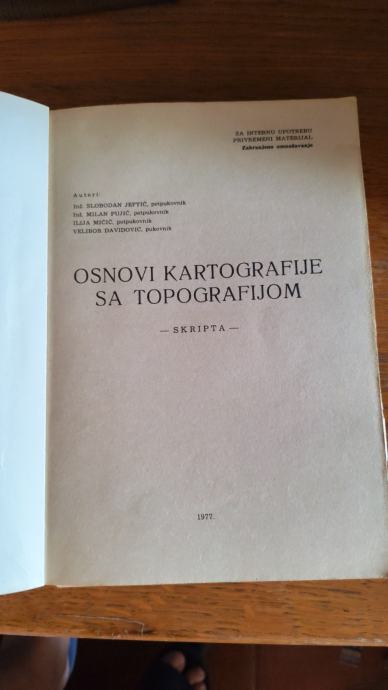 ZA INTERNU UPOTREBU
PRIVREMENI MATERIJAL
Zabranjeno umnožavanje
Autori:
Inž. SLOBODAN JEFTIĆ, potpukovnik
Inž. MILAN PUJIĆ, potpukovnik
ILIJA MIĆIĆ, potpukovnik
VELIBOR DAVIDOVIĆ, pukovnik
OSNOVI KARTOGRAFIJE
SA TOPOGRAFIJOM
— SKRIPTA —
1977.